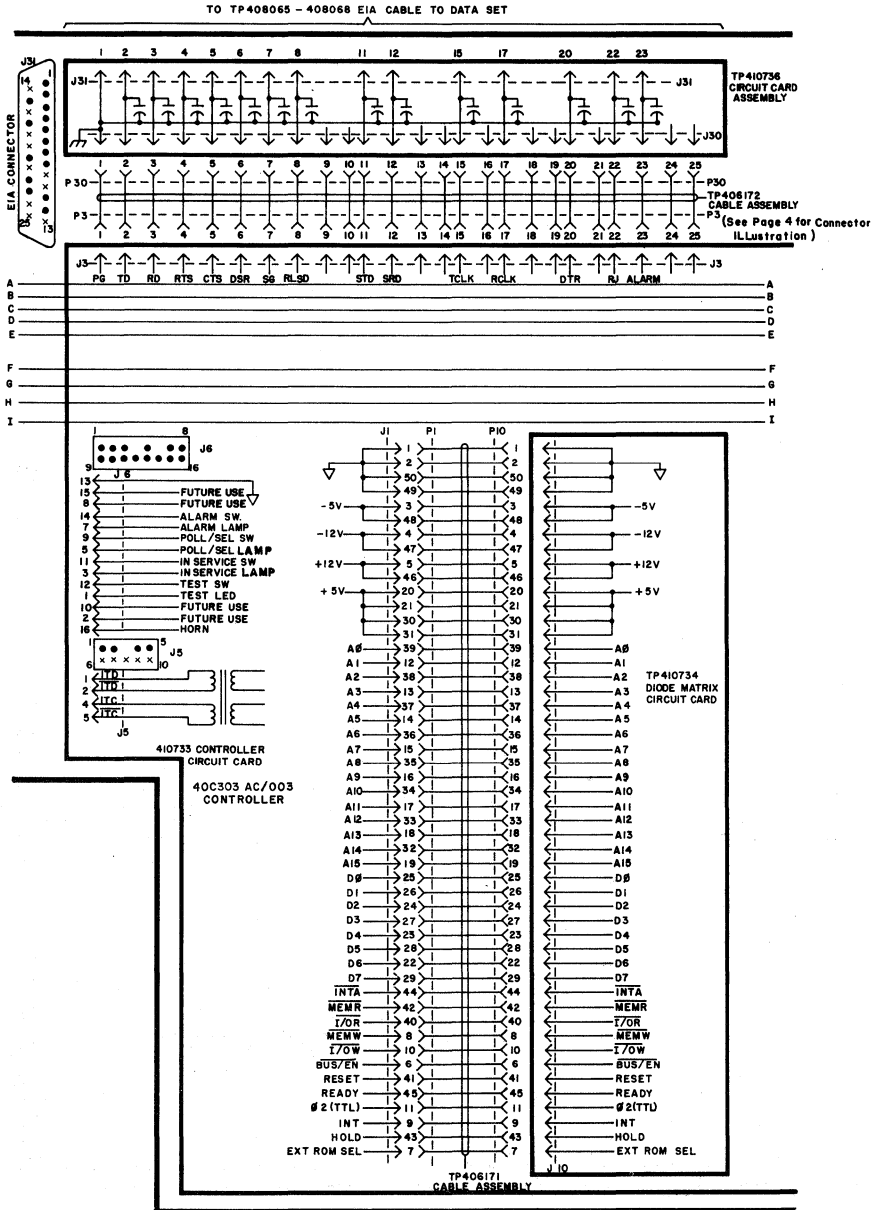 TO TP408065 - 408068 EIA CABLE TO DATA SET
1 2 3 4 5 6 7 8 11 12 15 17 20 22 23
J31
14 1
EIA CONNECTOR
25 13
J31 J31
TP410736
CIRCUIT CARD
ASSEMBLY
J30
1 2 3 4 5 6 7 8 9 10 11 12 13 14 15 16 17 18 19 20 21 22 23 24 25
P30 P30
TP406172
CABLE ASSEMBLY
P3 P3 (See Page 4 for Connector
ILLustration )
1 2 3 4 5 6 7 8 9 10 11 12 13 14 15 16 17 18 19 20 21 22 23 24 25
J3 J3
PG TD RD RTS CTS DSR SG RLSD STD SRD TCLK RCLK DTR RJ ALARM
A A
B B
C C
D D
E E
F F
G G
H H
I I
1 8
J6
9 16
J6
13
15 FUTURE USE
8 FUTURE USE
14 ALARM SW.
7 ALARM LAMP
9 POLL/SEL SW
5 POLL/SEL LAMP
11 IN SERVICE SW
3 IN SERVICE LAMP
12 TEST SW
1 TEST LED
10 FUTURE USE
2 FUTURE USE
16 HORN
1 5
J5
6 10
1 ITD
2 ITD
4 ITC
5 ITC
J5
410733 CONTROLLER
CIRCUIT CARD
40C303 AC/003
CONTROLLER
J1 P1 P10
1 1
2 2
50 50
49 49
-5V 3 3 -5V
48 48
-12V 4 4 -12V
47 47
+12V 5 5 +12V
46 46
+5V 20 20 +5V
21 21
30 30
31 31
AØ 39 39 AØ
A1 12 12 A1
A2 38 38 A2
A3 13 13 A3
A4 37 37 A4
A5 14 14 A5
A6 36 36 A6
A7 15 15 A7
A8 35 35 A8
A9 16 16 A9
A10 34 34 A10
A11 17 17 A11
A12 33 33 A12
A13 18 18 A13
A14 32 32 A14
A15 19 19 A15
DØ 25 25 DØ
D1 26 26 D1
D2 24 24 D2
D3 27 27 D3
D4 23 23 D4
D5 28 28 D5
D6 22 22 D6
D7 29 29 D7
INTA 44 44 INTA
MEMR 42 42 MEMR
I/OR 40 40 I/OR
MEMW 8 8 MEMW
I/OW 10 10 I/OW
BUS/EN 6 6 BUS/EN
RESET 41 41 RESET
READY 45 45 READY
Ø2(TTL) 11 11 Ø2(TTL)
INT 9 9 INT
HOLD 43 43 HOLD
EXT ROM SEL 7 7 EXT ROM SEL
TP410734
DIODE MATRIX
CIRCUIT CARD
J10
TP406171
CABLE ASSEMBLY